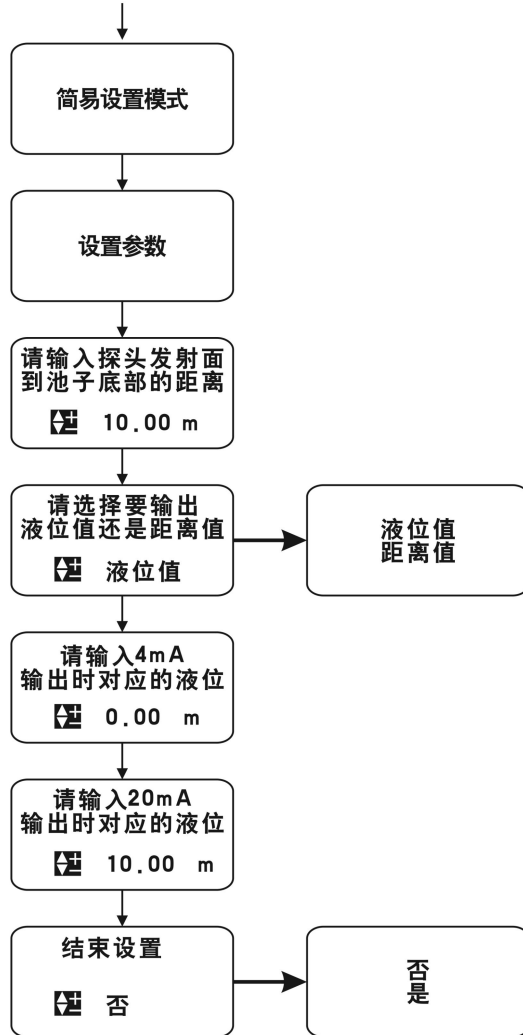 简易设置模式
设置参数
请输入探头发射面
到池子底部的距离
10.00 m
请选择要输出
液位值还是距离值
液位值
液位值
距离值
请输入4mA
输出时对应的液位
0.00 m
请输入20mA
输出时对应的液位
10.00 m
结束设置
否
否
是